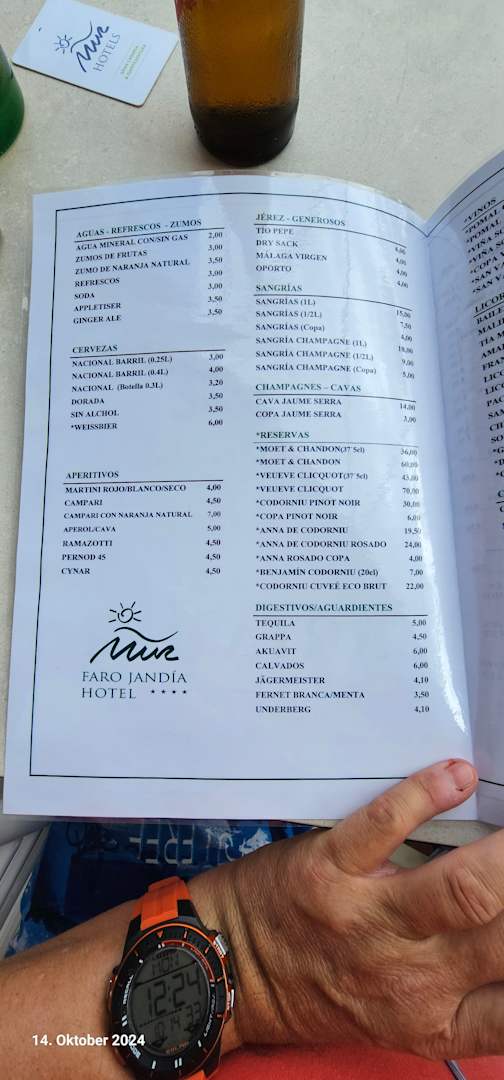 Mur
HOTELS
AGUAS - REFRESCOS - ZUMOS
AGUA MINERAL CON/SIN GAS 2,00
ZUMOS DE FRUTAS 3,00
ZUMO DE NARANJA NATURAL 3,50
REFRESCOS 3,00
SODA 3,00
APPLETISER 3,50
GINGER ALE 3,50
CERVEZAS
NACIONAL BARRIL (0.25L) 3,00
NACIONAL BARRIL (0.4L) 4,00
NACIONAL (Botella 0.3L) 3,20
DORADA 3,50
SIN ALCHOL 3,50
*WEISSBIER 6,00
APERITIVOS
MARTINI ROJO/BLANCO/SECO 4,00
CAMPARI 4,50
CAMPARI CON NARANJA NATURAL 7,00
APEROL/CAVA 5,00
RAMAZOTTI 4,50
PERNOD 45 4,50
CYNAR 4,50
Mur
FARO JANDÍA
HOTEL ****
JÉREZ - GENEROSOS
TÍO PEPE 4,00
DRY SACK 4,00
MÁLAGA VIRGEN 4,00
OPORTO 4,00
SANGRÍAS
SANGRÍAS (1L) 15,00
SANGRÍAS (1/2L) 7,50
SANGRÍAS (Copa) 4,00
SANGRÍA CHAMPAGNE (1L) 18,00
SANGRÍA CHAMPAGNE (1/2L) 9,00
SANGRÍA CHAMPAGNE (Copa) 5,00
CHAMPAGNES – CAVAS
CAVA JAUME SERRA 14,00
COPA JAUME SERRA 3,00
*RESERVAS
*MOET & CHANDON(37'5cl) 36,00
*MOET & CHANDON 60,00
*VEUEVE CLICQUOT(37'5cl) 43,00
*VEUEVE CLICQUOT 70,00
*CODORNIU PINOT NOIR 30,00
*COPA PINOT NOIR 6,00
*ANNA DE CODORNIU 19,50
*ANNA DE CODORNIU ROSADO 24,00
*ANNA ROSADO COPA 4,00
*BENJAMÍN CODORNIU (20cl) 7,00
*CODORNIU CUVEÉ ECO BRUT 22,00
DIGESTIVOS/AGUARDIENTES
TEQUILA 5,00
GRAPPA 4,50
AKUAVIT 6,00
CALVADOS 6,00
JÄGERMEISTER 4,10
FERNET BRANCA/MENTA 3,50
UNDERBERG 4,10
*VINOS
MON
12:24
14. Oktober 2024